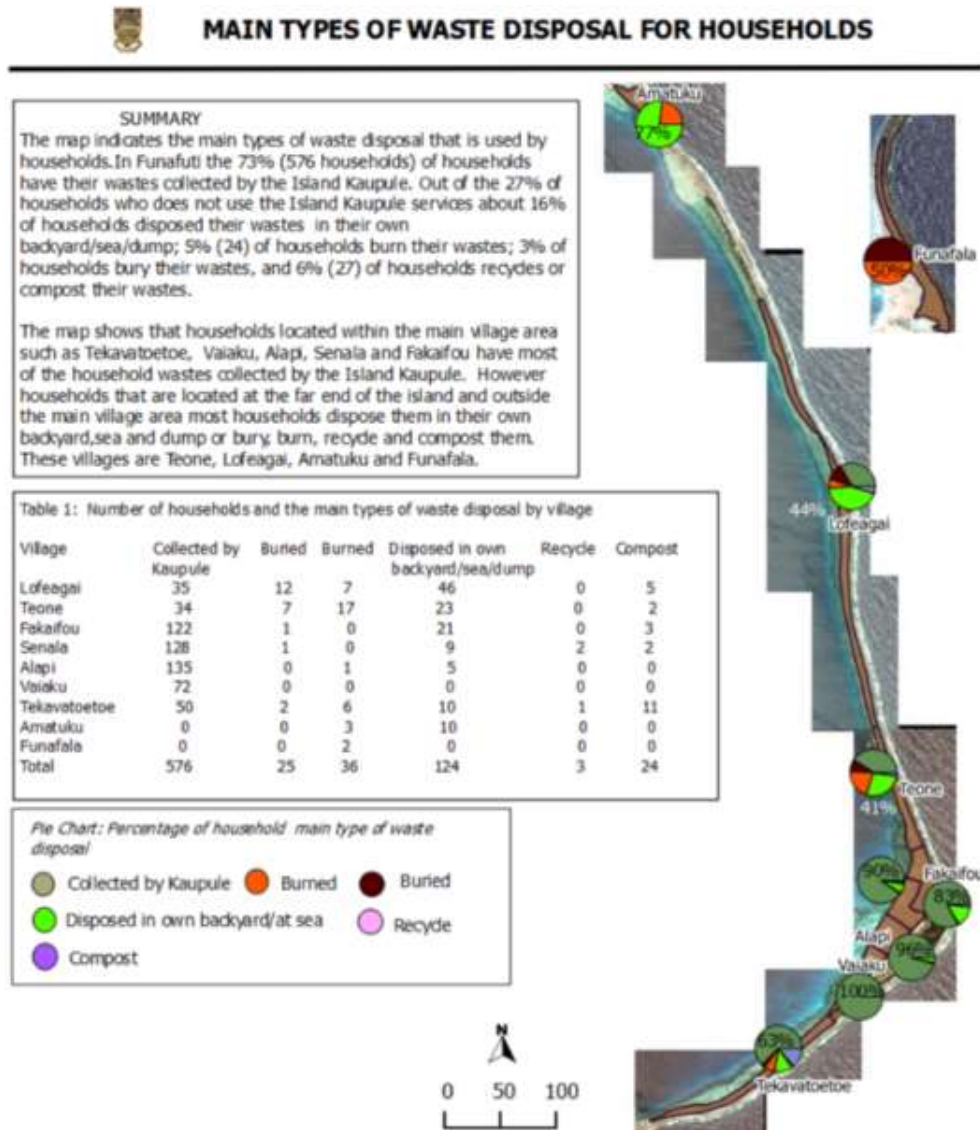 MAIN TYPES OF WASTE DISPOSAL FOR HOUSEHOLDS
SUMMARY
The map indicates the main types of waste disposal that is used by
households.In Funafuti the 73% (576 households) of households
have their wastes collected by the Island Kaupule. Out of the 27% of
households who does not use the Island Kaupule services about 16%
of households disposed their wastes in their own
backyard/sea/dump; 5% (24) of households burn their wastes; 3% of
households bury their wastes, and 6% (27) of households recycles or
compost their wastes.
The map shows that households located within the main village area
such as Tekavatoetoe, Vaiaku, Alapi, Senala and Fakaifou have most
of the household wastes collected by the Island Kaupule. However
households that are located at the far end of the island and outside
the main village area most households dispose them in their own
backyard,sea and dump or bury, burn, recycle and compost them.
These villages are Teone, Lofeagai, Amatuku and Funafala.
Table 1: Number of households and the main types of waste disposal by village
Village Collected by Kaupule Buried Burned Disposed in own backyard/sea/dump Recycle Compost
Lofeagai 35 12 7 46 0 5
Teone 34 7 17 23 0 2
Fakaifou 122 1 0 21 0 3
Senala 128 1 0 9 2 2
Alapi 135 0 1 5 0 0
Vaiaku 72 0 0 0 0 0
Tekavatoetoe 50 2 6 10 1 11
Amatuku 0 0 3 10 0 0
Funafala 0 0 2 0 0 0
Total 576 25 36 124 3 24
Pie Chart: Percentage of household main type of waste
disposal
Collected by Kaupule Burned Buried
Disposed in own backyard/at sea Recycle
Compost
Amatuku
77%
Funafala
50%
44%
Lofeagai
Teone
41%
90%
Fakaifou
83%
Alapi
96%
Vaiaku
100%
63%
Tekavatoetoe
N
0 50 100